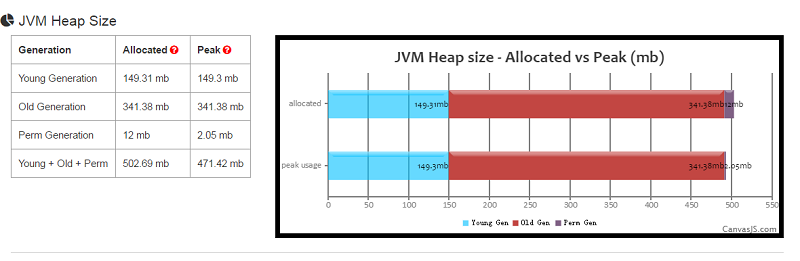 JVM Heap Size
Generation Allocated Peak
Young Generation 149.31 mb 149.3 mb
Old Generation 341.38 mb 341.38 mb
Perm Generation 12 mb 2.05 mb
Young + Old + Perm 502.69 mb 471.42 mb
JVM Heap size - Allocated vs Peak (mb)
allocated 149.31mb 341.38mb 12mb
peak usage 149.3mb 341.38mb 2.05mb
0 50 100 150 200 250 300 350 400 450 500 550
Young Gen Old Gen Perm Gen
CanvasJS.com